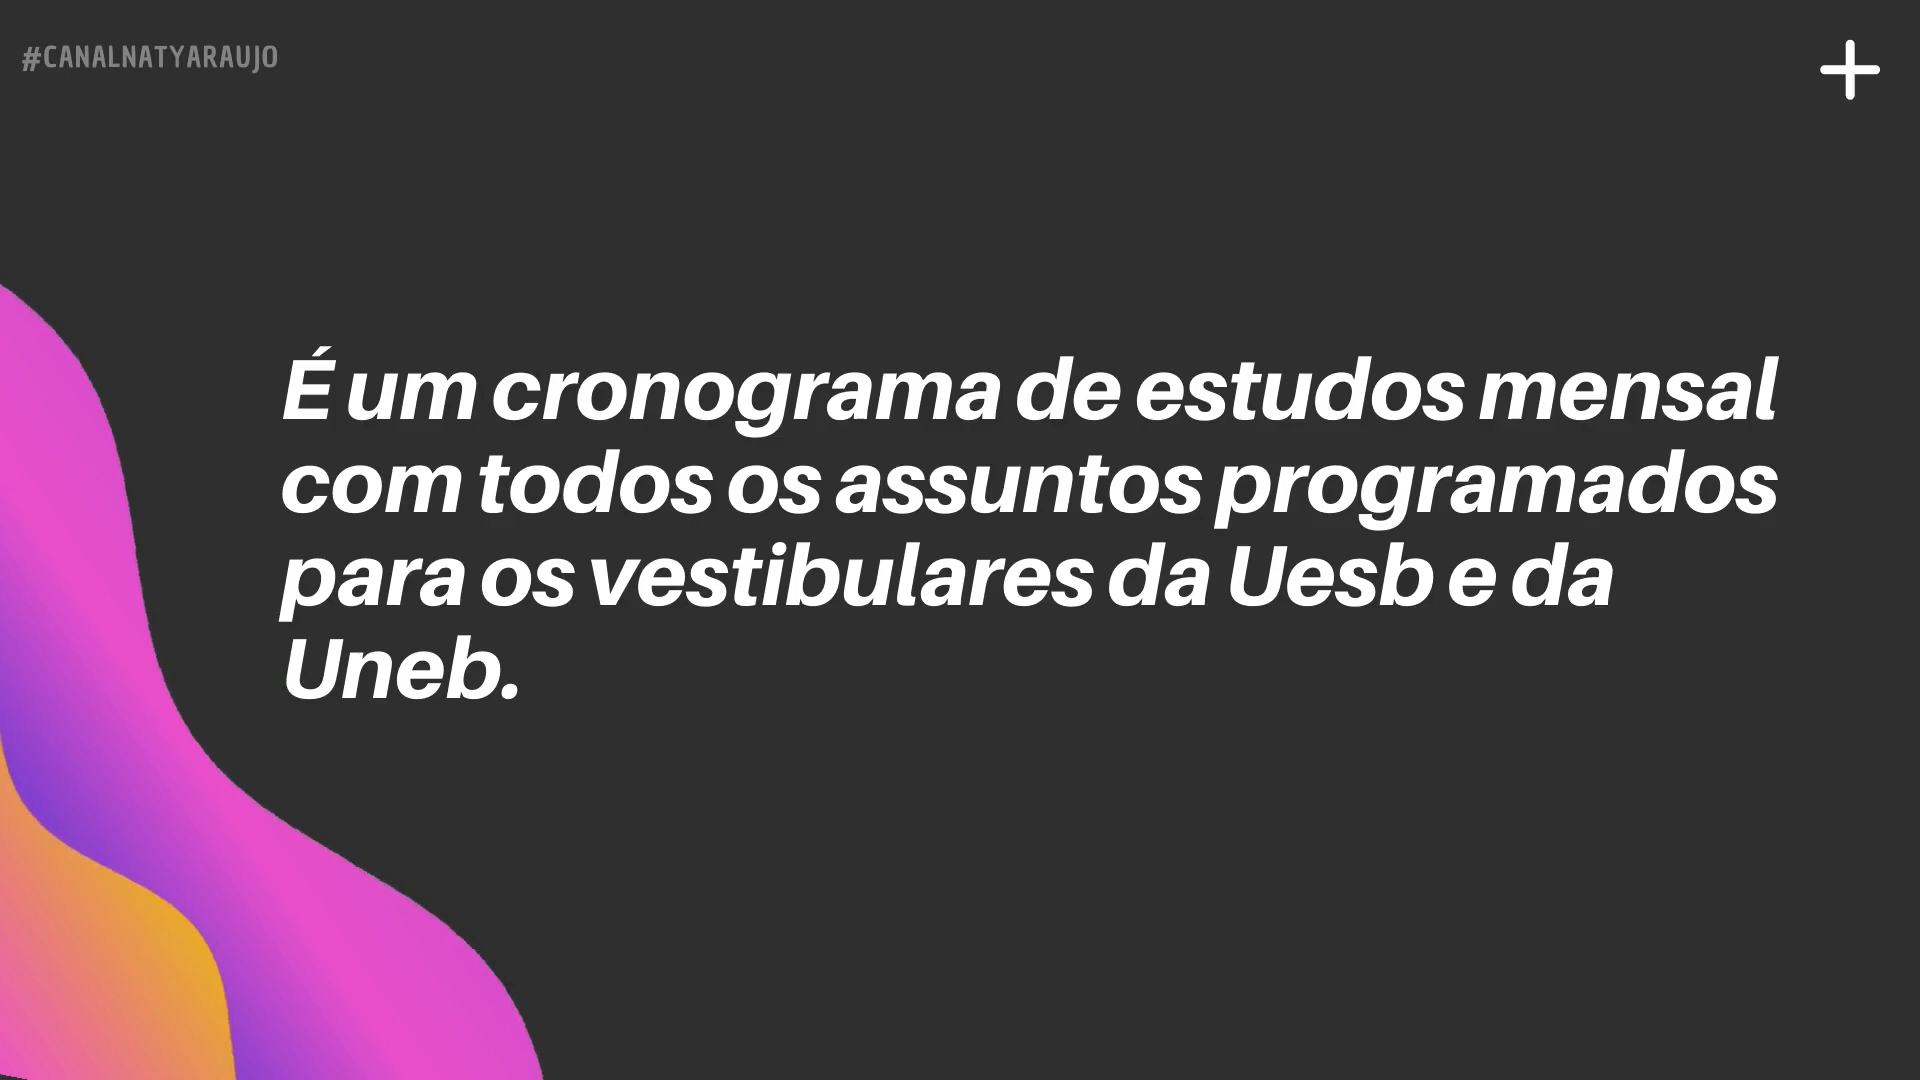 #CANALNATYARAUJO
É um cronograma de estudos mensal
com todos os assuntos programados
para os vestibulares da Uesb e da
Uneb.